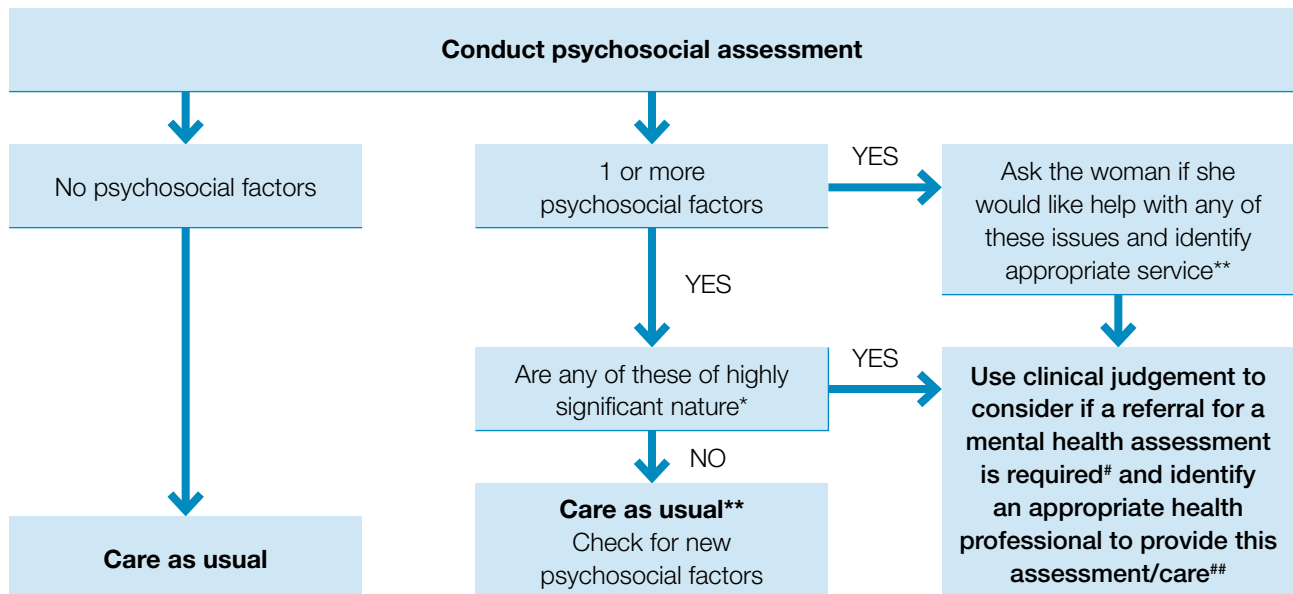 Conduct psychosocial assessment
No psychosocial factors
1 or more
psychosocial factors
YES
Ask the woman if she
would like help with any of
these issues and identify
appropriate service**
YES
Are any of these of highly
significant nature*
YES
Use clinical judgement to
consider if a referral for a
mental health assessment
is required# and identify
an appropriate health
professional to provide this
assessment/care##
NO
Care as usual
Care as usual**
Check for new
psychosocial factors